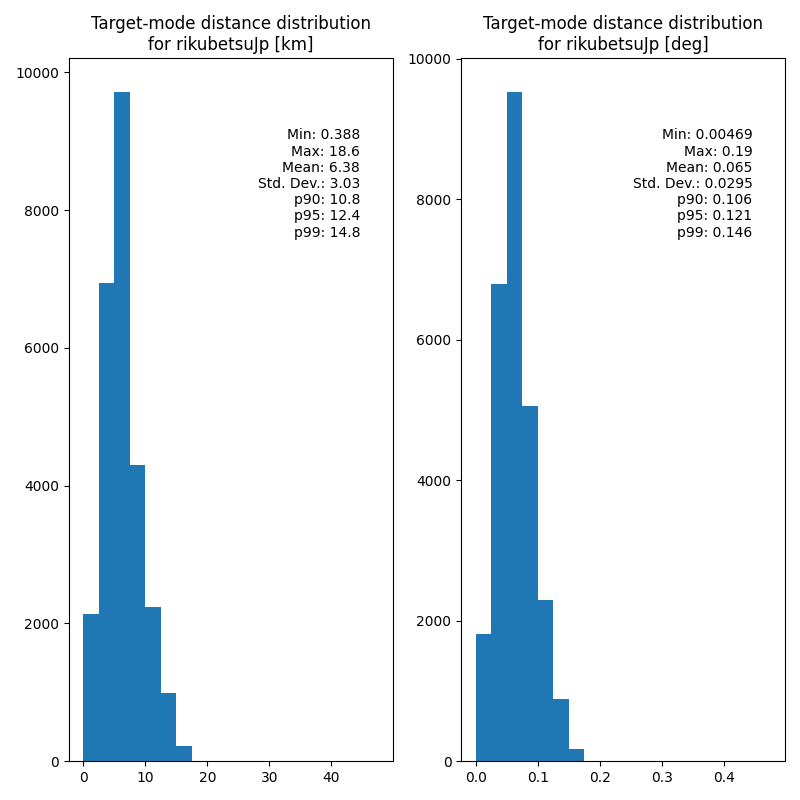 Target-mode distance distribution
for rikubetsuJp [km]
10000
8000
6000
4000
2000
0
Min: 0.388
Max: 18.6
Mean: 6.38
Std. Dev.: 3.03
p90: 10.8
p95: 12.4
p99: 14.8
0 10 20 30 40
Target-mode distance distribution
for rikubetsuJp [deg]
10000
8000
6000
4000
2000
0
Min: 0.00469
Max: 0.19
Mean: 0.065
Std. Dev.: 0.0295
p90: 0.106
p95: 0.121
p99: 0.146
0.0 0.1 0.2 0.3 0.4